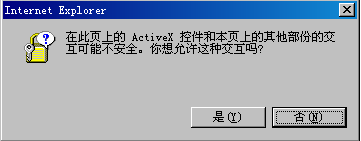 Internet Explorer
在此页上的 ActiveX 控件和本页上的其他部份的交
互可能不安全。你想允许这种交互吗?
是(Y)
否(N)